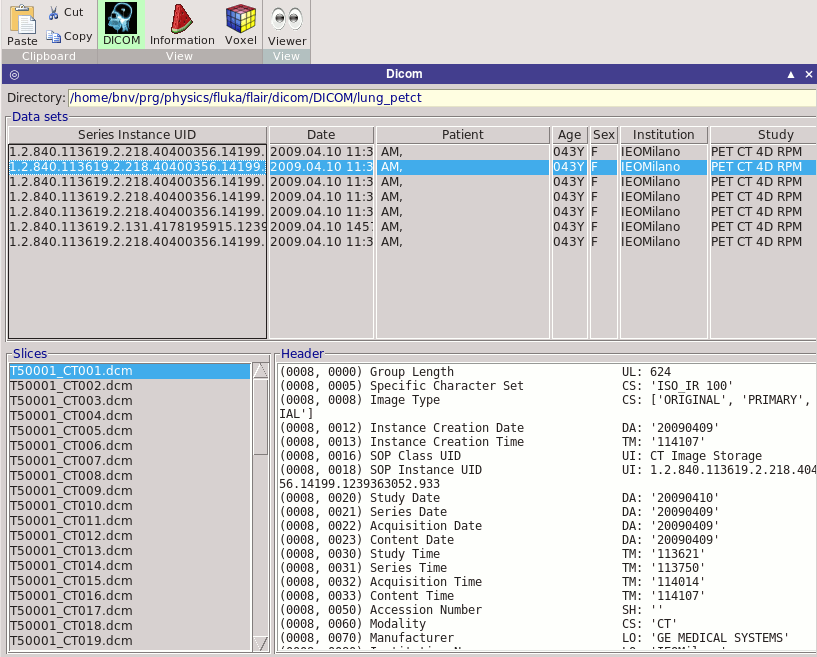 Cut
Paste
Copy
DICOM
Information
Voxel
Viewer
Clipboard
View
View
Dicom
Directory: /home/bnv/prg/physics/fluka/flair/dicom/DICOM/lung_petct
Data sets
Series Instance UID Date Patient Age Sex Institution Study
1.2.840.113619.2.218.40400356.14199. 2009.04.10 11:3 AM, 043Y F IEOMilano PET CT 4D RPM
1.2.840.113619.2.218.40400356.14199. 2009.04.10 11:3 AM, 043Y F IEOMilano PET CT 4D RPM
1.2.840.113619.2.218.40400356.14199. 2009.04.10 11:3 AM, 043Y F IEOMilano PET CT 4D RPM
1.2.840.113619.2.218.40400356.14199. 2009.04.10 11:3 AM, 043Y F IEOMilano PET CT 4D RPM
1.2.840.113619.2.218.40400356.14199. 2009.04.10 11:3 AM, 043Y F IEOMilano PET CT 4D RPM
1.2.840.113619.2.131.4178195915.1239 2009.04.10 145 AM, 043Y F IEOMilano PET CT 4D RPM
1.2.840.113619.2.218.40400356.14199. 2009.04.10 11:3 AM, 043Y F IEOMilano PET CT 4D RPM
Slices
T50001_CT001.dcm
T50001_CT002.dcm
T50001_CT003.dcm
T50001_CT004.dcm
T50001_CT005.dcm
T50001_CT006.dcm
T50001_CT007.dcm
T50001_CT008.dcm
T50001_CT009.dcm
T50001_CT010.dcm
T50001_CT011.dcm
T50001_CT012.dcm
T50001_CT013.dcm
T50001_CT014.dcm
T50001_CT015.dcm
T50001_CT016.dcm
T50001_CT017.dcm
T50001_CT018.dcm
T50001_CT019.dcm
Header
(0008, 0000) Group Length UL: 624
(0008, 0005) Specific Character Set CS: 'ISO_IR 100'
(0008, 0008) Image Type CS: ['ORIGINAL', 'PRIMARY',
IAL']
(0008, 0012) Instance Creation Date DA: '20090409'
(0008, 0013) Instance Creation Time TM: '114107'
(0008, 0016) SOP Class UID UI: CT Image Storage
(0008, 0018) SOP Instance UID UI: 1.2.840.113619.2.218.404
56.14199.1239363052.933
(0008, 0020) Study Date DA: '20090410'
(0008, 0021) Series Date DA: '20090409'
(0008, 0022) Acquisition Date DA: '20090409'
(0008, 0023) Content Date DA: '20090409'
(0008, 0030) Study Time TM: '113621'
(0008, 0031) Series Time TM: '113750'
(0008, 0032) Acquisition Time TM: '114014'
(0008, 0033) Content Time TM: '114107'
(0008, 0050) Accession Number SH: ''
(0008, 0060) Modality CS: 'CT'
(0008, 0070) Manufacturer LO: 'GE MEDICAL SYSTEMS'